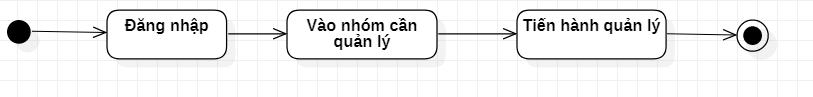 Đăng nhập
Vào nhóm cần
quản lý
Tiến hành quản lý